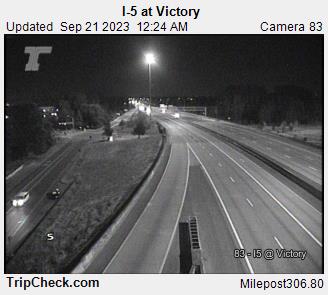 I-5 at Victory
Updated Sep 21 2023 12:24 AM Camera 83
T
S
83 - I5 @ Victory
TripCheck.com Milepost306.80